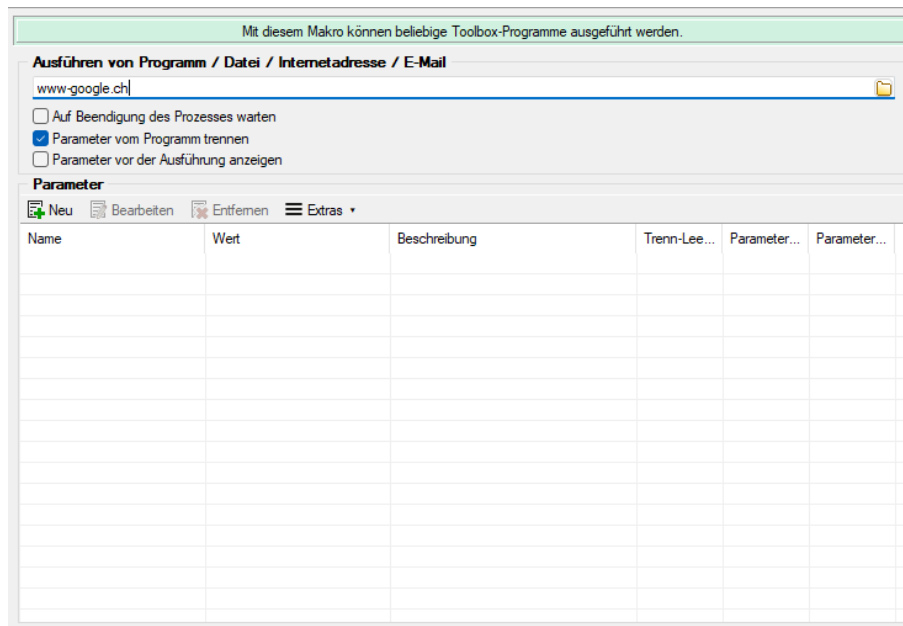 Mit diesem Makro können beliebige Toolbox-Programme ausgeführt werden.
Ausführen von Programm / Datei / Internetadresse / E-Mail
www-google.ch
Auf Beendigung des Prozesses warten
Parameter vom Programm trennen
Parameter vor der Ausführung anzeigen
Parameter
Neu Bearbeiten Entfernen Extras
Name Wert Beschreibung Trenn-Lee... Parameter... Parameter...